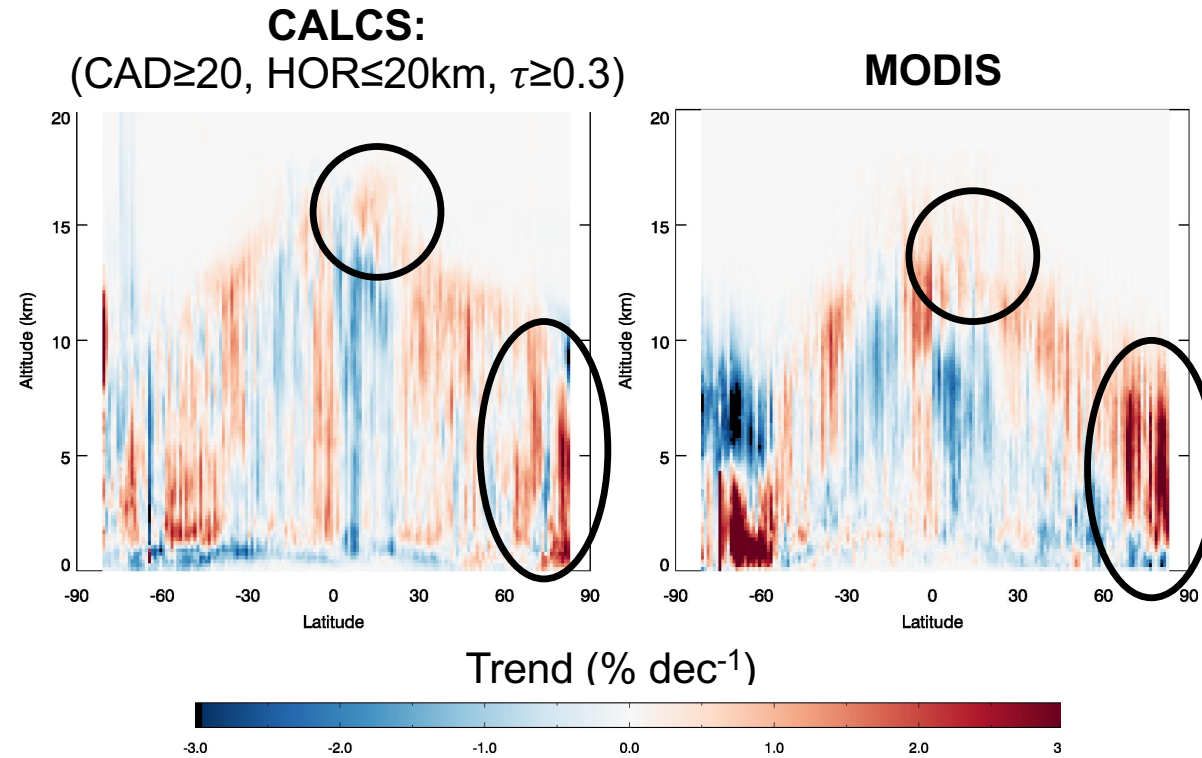 CALCS:
(CAD≥20, HOR≤20km, τ≥0.3)
MODIS
20
15
10
5
0
Altitude (km)
-90 -60 -30 0 30 60 90
Latitude
20
15
10
5
0
Altitude (km)
-90 -60 -30 0 30 60 90
Latitude
Trend (% dec-1)
-3.0 -2.0 -1.0 0.0 1.0 2.0 3